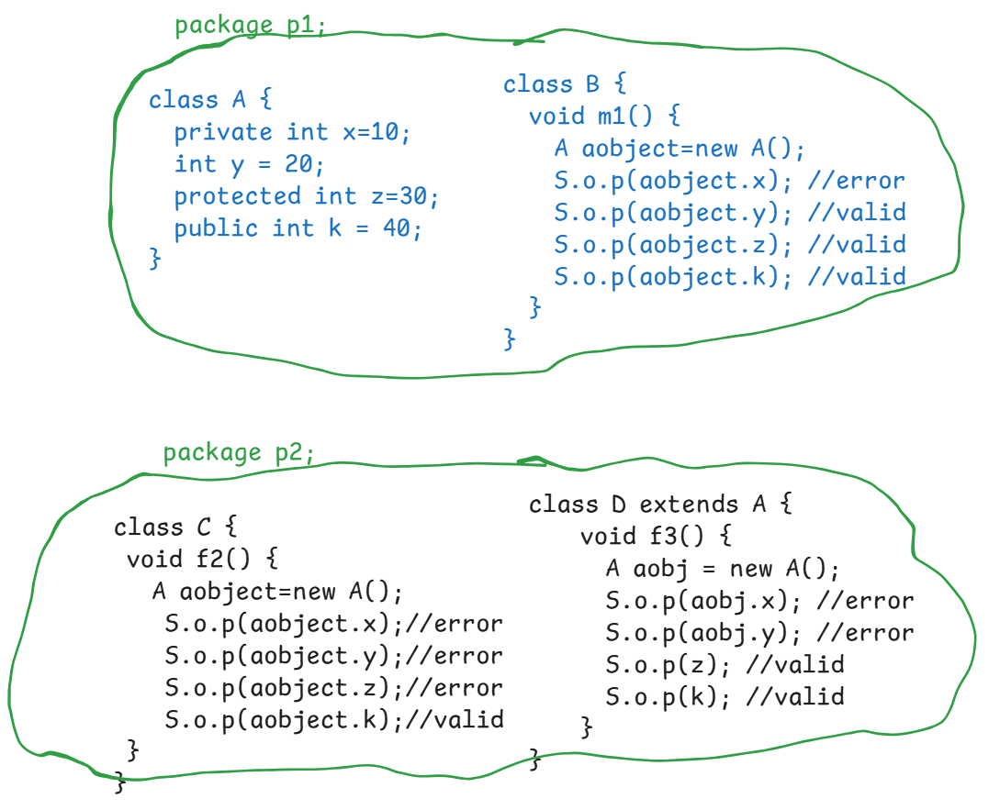 package p1;
class A {
private int x=10;
int y = 20;
protected int z=30;
public int k = 40;
}
class B {
void m1() {
A aobject=new A();
S.o.p(aobject.x); //error
S.o.p(aobject.y); //valid
S.o.p(aobject.z); //valid
S.o.p(aobject.k); //valid
}
}
package p2;
class C {
void f2() {
A aobject=new A();
S.o.p(aobject.x);//error
S.o.p(aobject.y);//error
S.o.p(aobject.z);//error
S.o.p(aobject.k);//valid
}
}
class D extends A {
void f3() {
A aobj = new A();
S.o.p(aobj.x); //error
S.o.p(aobj.y); //error
S.o.p(z); //valid
S.o.p(k); //valid
}
}